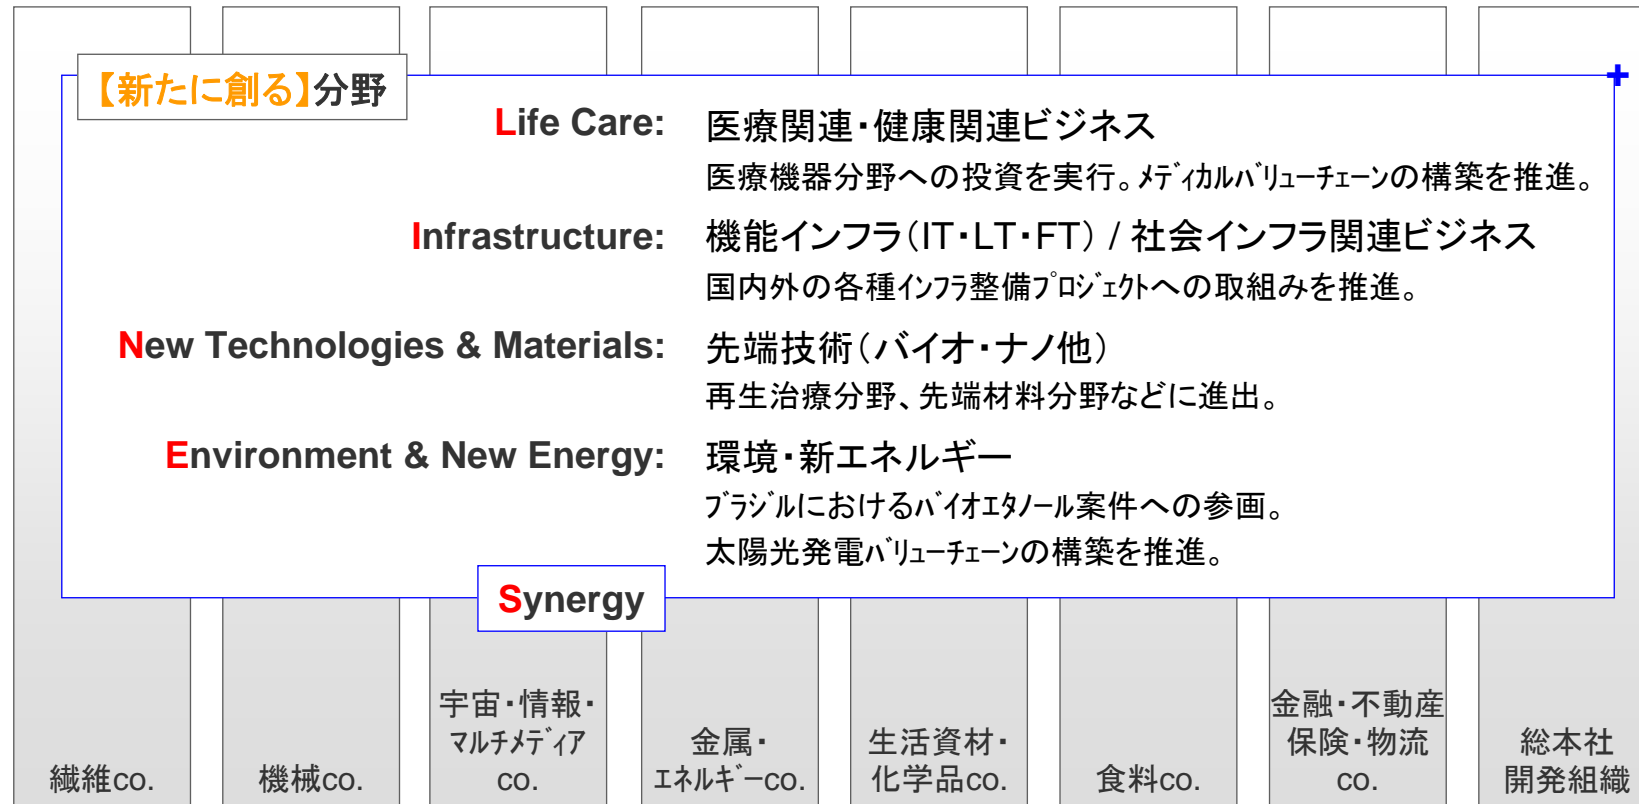 【新たに創る】分野
Life Care: 医療関連・健康関連ビジネス
医療機器分野への投資を実行。ﾒﾃﾞｨｶﾙﾊﾞﾘｭｰﾁｪｰﾝの構築を推進。
Infrastructure: 機能インフラ（IT・LT・FT） / 社会インフラ関連ビジネス
国内外の各種ｲﾝﾌﾗ整備ﾌﾟﾛｼﾞｪｸﾄへの取組みを推進。
New Technologies & Materials: 先端技術（バイオ・ナノ他）
再生治療分野、先端材料分野などに進出。
Environment & New Energy: 環境・新エネルギー
ﾌﾞﾗｼﾞﾙにおけるﾊﾞｲｵｴﾀﾉｰﾙ案件への参画。
太陽光発電ﾊﾞﾘｭｰﾁｪｰﾝの構築を推進。
Synergy
繊維co.
機械co.
宇宙・情報・
ﾏﾙﾁﾒﾃﾞｨｱ
co.
金属・
ｴﾈﾙｷﾞｰco.
生活資材・
化学品co.
食料co.
金融・不動産
保険・物流
co.
総本社
開発組織